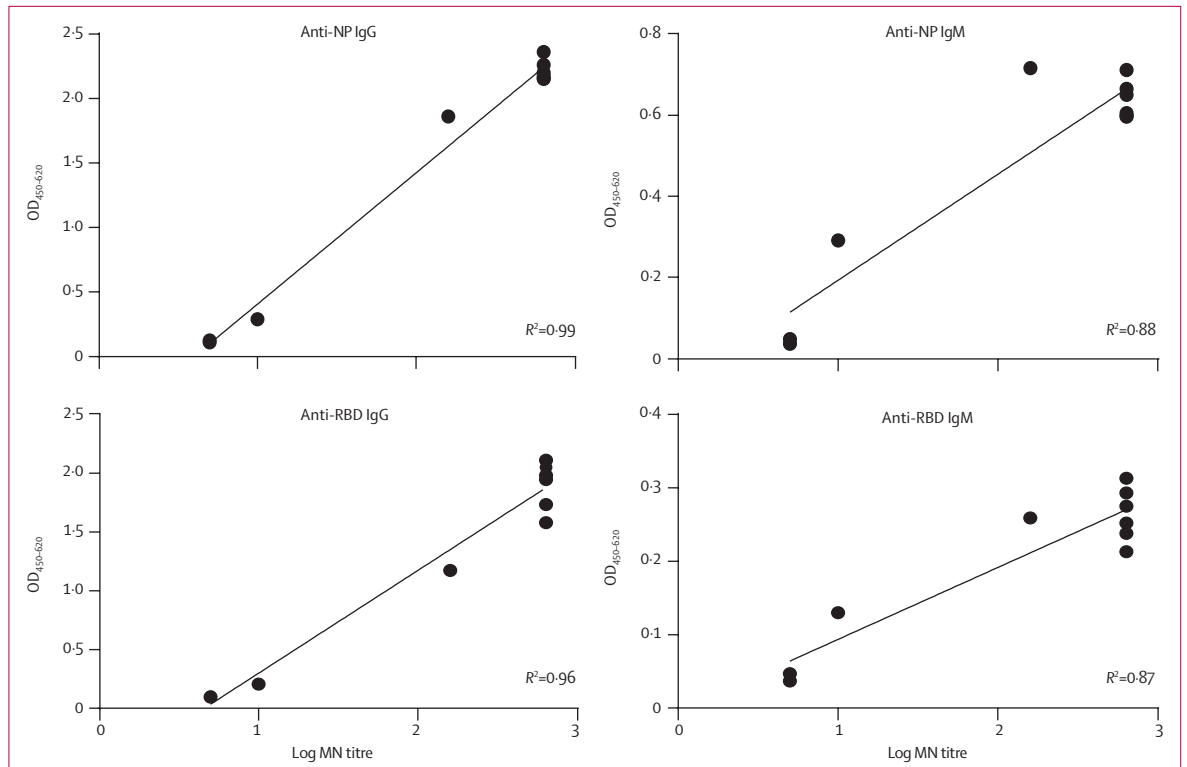 Anti-NP IgG
2·5
2·0
1·5
1·0
0·5
0
OD450–620
R²=0·99
Anti-NP IgM
0·8
0·6
0·4
0·2
0
OD450–620
R²=0·88
0
1
2
3
Anti-RBD IgG
2·5
2·0
1·5
1·0
0·5
0
OD450–620
R²=0·96
0
1
2
3
Log MN titre
Anti-RBD IgM
0·4
0·3
0·2
0·1
0
OD450–620
R²=0·87
0
1
2
3
Log MN titre